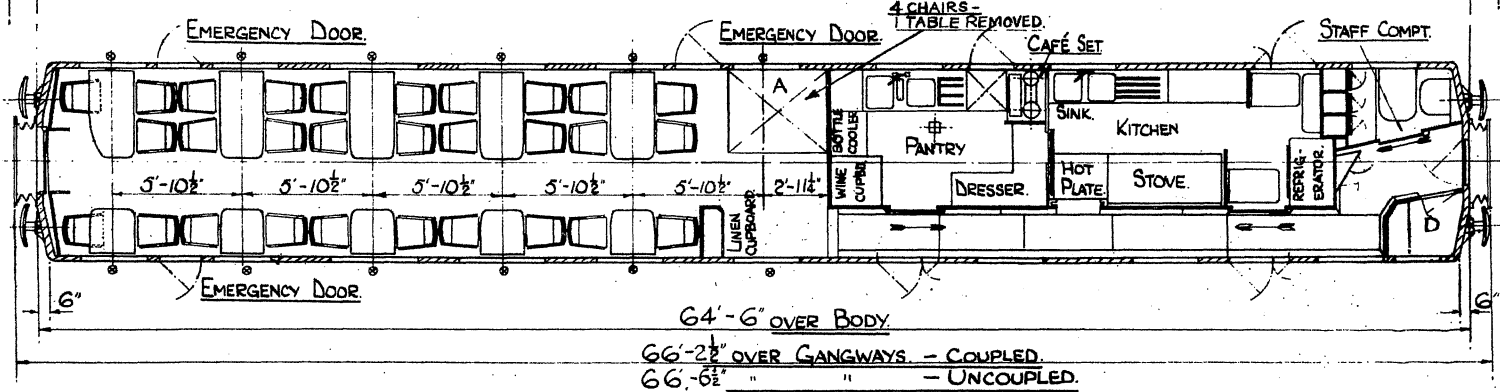 4 CHAIRS -
1 TABLE REMOVED.
EMERGENCY DOOR.
EMERGENCY DOOR.
CAFÉ SET
STAFF COMPT.
A
BOTTLE
COOLER
PANTRY
SINK.
KITCHEN
WINE
CUPBD.
DRESSER.
HOT
PLATE.
STOVE.
REFRIG-
ERATOR.
5'-10½" 5'-10½" 5'-10½" 5'-10½" 5'-10½" 2'-11¼"
LINEN
CUPBOARD.
D
EMERGENCY DOOR.
6"
6"
64'-6" OVER BODY.
66'-2½" OVER GANGWAYS. - COUPLED.
66'-6½" " " - UNCOUPLED.